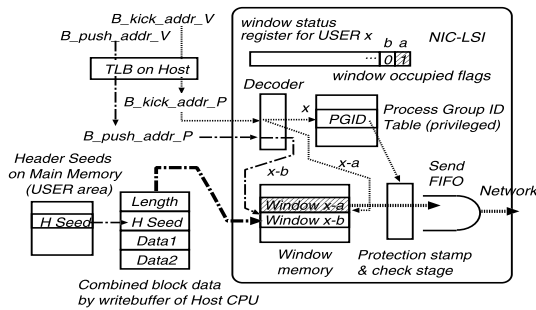 B_kick_addr_V
B_push_addr_V
TLB on Host
B_kick_addr_P
B_push_addr_P
Header Seeds
on Main Memory
(USER area)
H Seed
Length
H Seed
Data1
Data2
Combined block data
by writebuffer of Host CPU
window status
register for USER x
b a
NIC-LSI
... 0 1
window occupied flags
Decoder
x
PGID
Process Group ID
Table (privileged)
x-a
x-b
Send
FIFO
Network
Window x-a
Window x-b
Window
memory
Protection stamp
& check stage